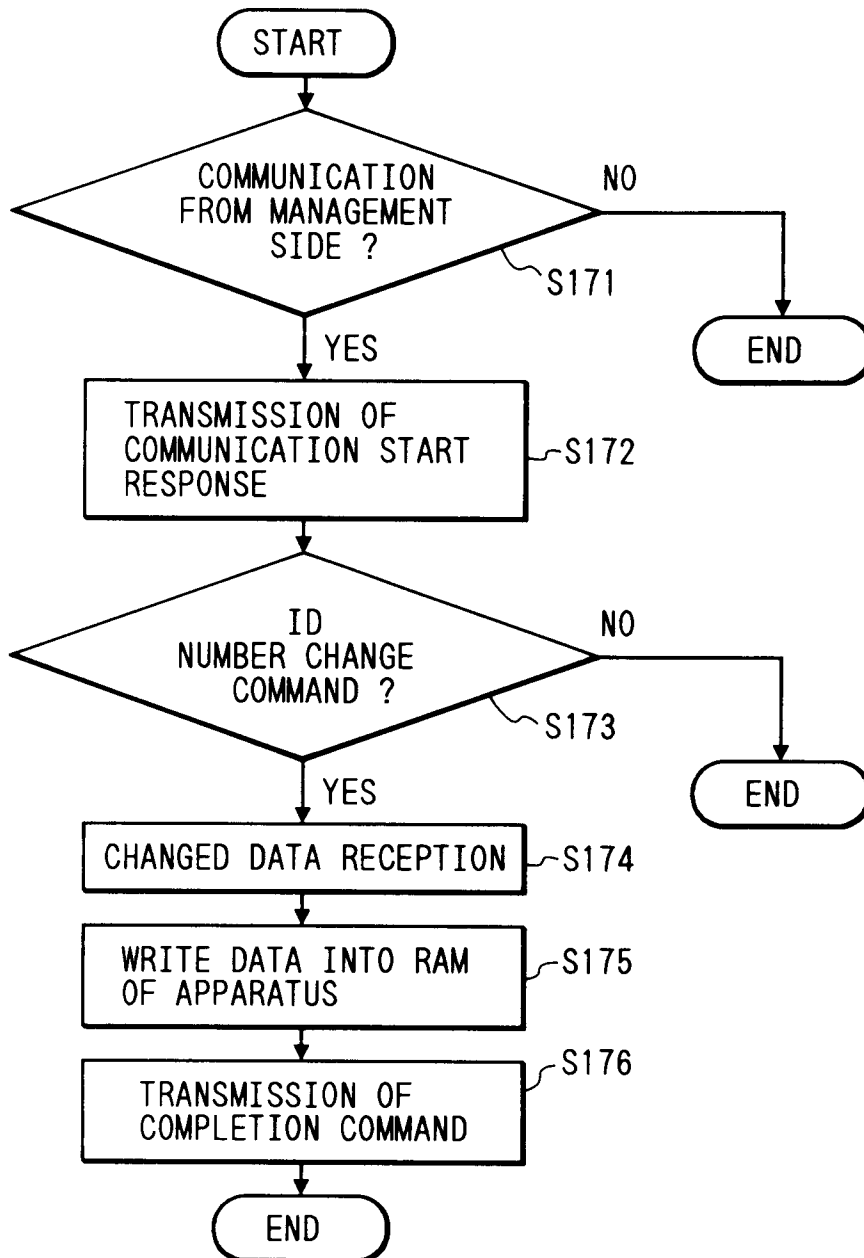 START
COMMUNICATION
FROM MANAGEMENT
SIDE ?
NO
S171
END
YES
TRANSMISSION OF
COMMUNICATION START
RESPONSE
S172
ID
NUMBER CHANGE
COMMAND ?
NO
S173
END
YES
CHANGED DATA RECEPTION
S174
WRITE DATA INTO RAM
OF APPARATUS
S175
TRANSMISSION OF
COMPLETION COMMAND
S176
END